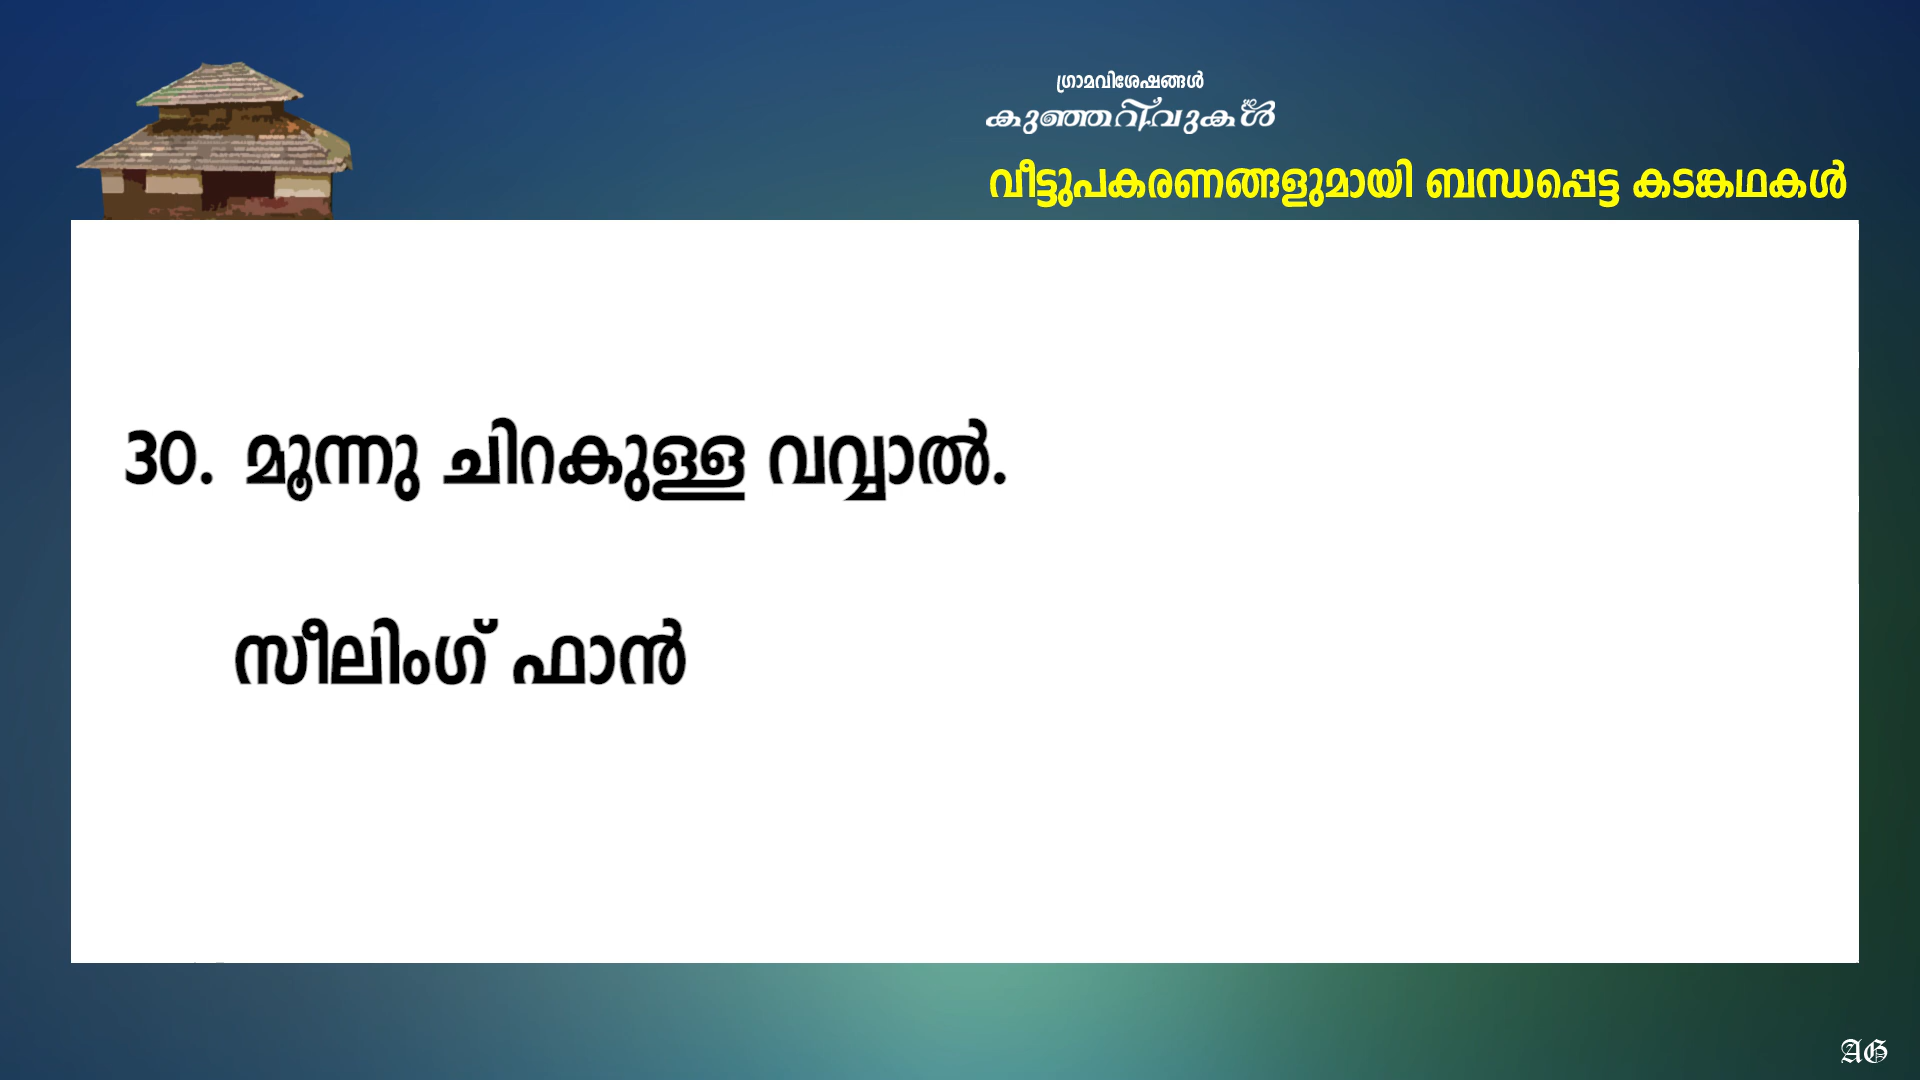 ഗ്രാമവിശേഷങ്ങൾ
കുഞ്ഞറിവുകൾ
വീട്ടുപകരണങ്ങളുമായി ബന്ധപ്പെട്ട കടങ്കഥകൾ
30. മൂന്നു ചിറകുള്ള വവ്വാൽ.
സീലിംഗ് ഫാൻ
AG